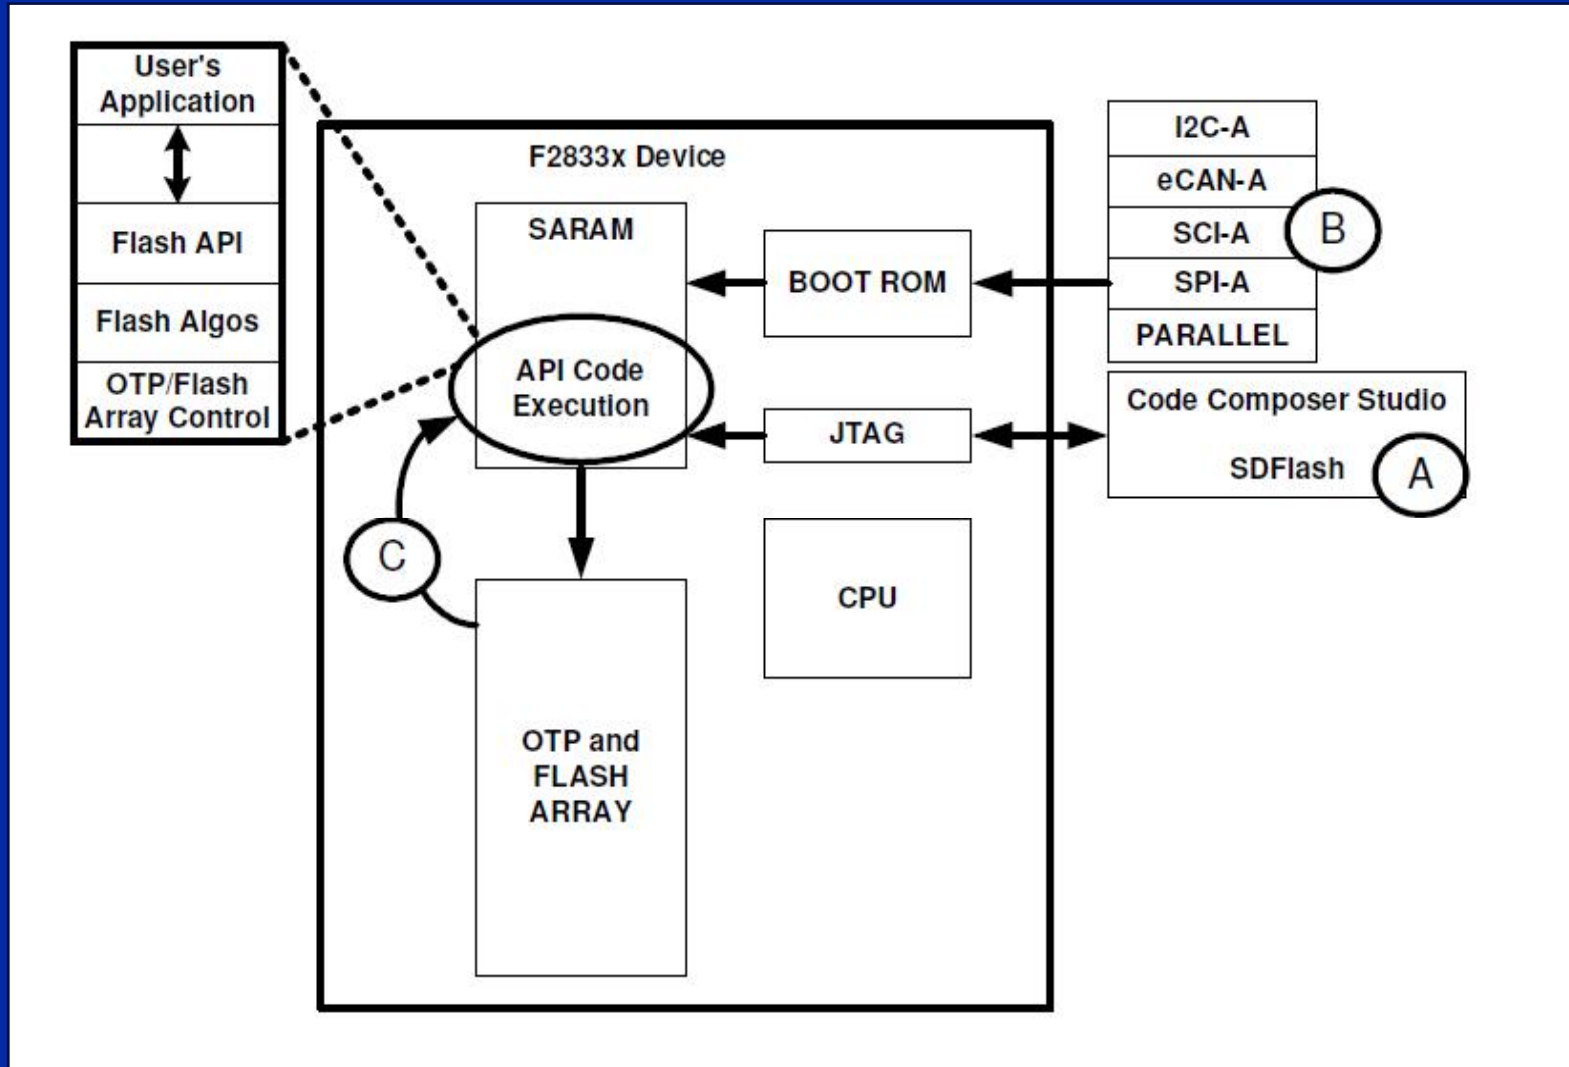 User's
Application
Flash API
Flash Algos
OTP/Flash
Array Control
F2833x Device
SARAM
API Code
Execution
C
OTP and
FLASH
ARRAY
BOOT ROM
JTAG
CPU
I2C-A
eCAN-A
SCI-A
B
SPI-A
PARALLEL
Code Composer Studio
SDFlash
A